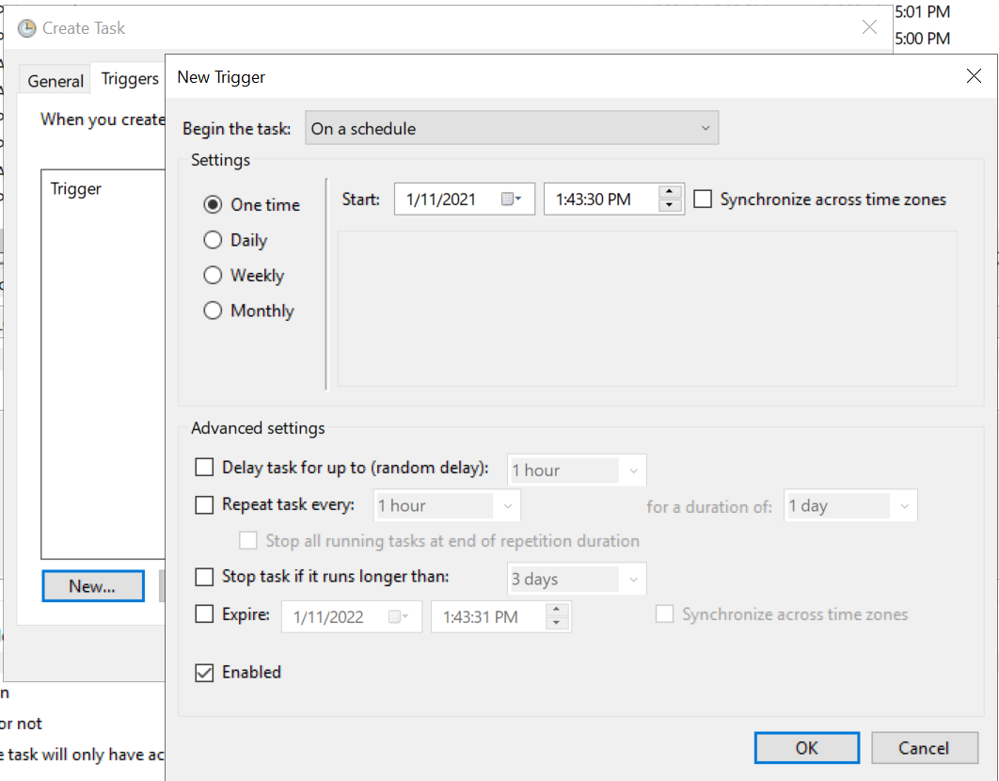 5:01 PM
Create Task
5:00 PM
General
Triggers
New Trigger
When you create
Begin the task:
On a schedule
Settings
Trigger
One time
Start:
1/11/2021
1:43:30 PM
Synchronize across time zones
Daily
Weekly
Monthly
Advanced settings
Delay task for up to (random delay):
1 hour
Repeat task every:
1 hour
for a duration of:
1 day
Stop all running tasks at end of repetition duration
Stop task if it runs longer than:
3 days
New...
Expire:
1/11/2022
1:43:31 PM
Synchronize across time zones
Enabled
or not
OK
Cancel
e task will only have ac